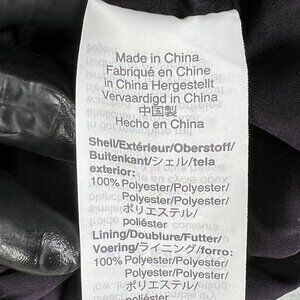 Made in China
Fabriqué en Chine
in China Hergestellt
Vervaardigd in China
中国製
Hecho en China
Shell/Extérieur/Oberstoff/
Buitenkant/シェル/tela
exterior:
100% Polyester/Polyester/
Polyester/Polyester/
ポリエステル/
poliéster
Lining/Doublure/Futter/
Voering/ライニング/forro:
100% Polyester/Polyester/
Polyester/Polyester/
ポリエステル/
poliéster